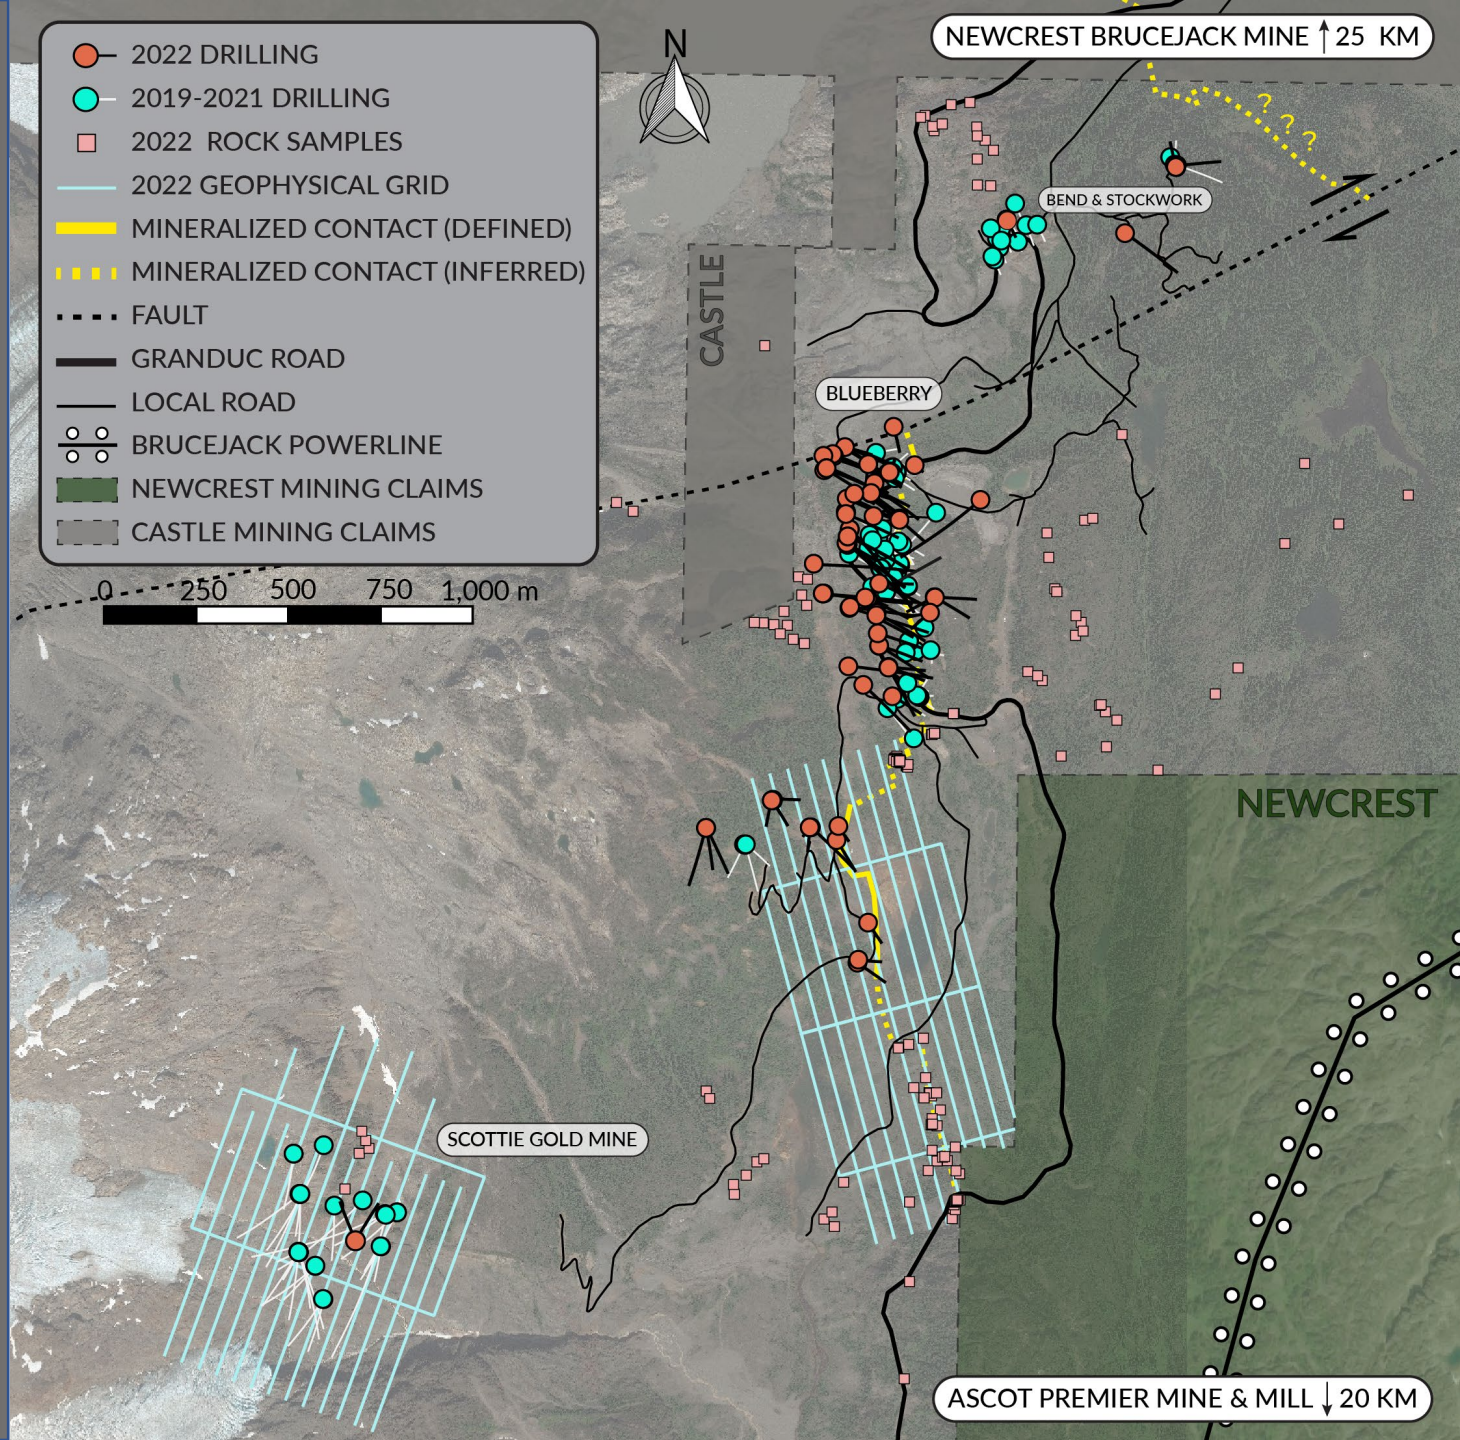 NEWCREST BRUCEJACK MINE ↑ 25 KM
N
2022 DRILLING
2019-2021 DRILLING
2022 ROCK SAMPLES
2022 GEOPHYSICAL GRID
MINERALIZED CONTACT (DEFINED)
MINERALIZED CONTACT (INFERRED)
FAULT
GRANDUC ROAD
LOCAL ROAD
BRUCEJACK POWERLINE
NEWCREST MINING CLAIMS
CASTLE MINING CLAIMS
0 250 500 750 1,000 m
? ? ?
BEND & STOCKWORK
CASTLE
BLUEBERRY
NEWCREST
SCOTTIE GOLD MINE
ASCOT PREMIER MINE & MILL ↓ 20 KM